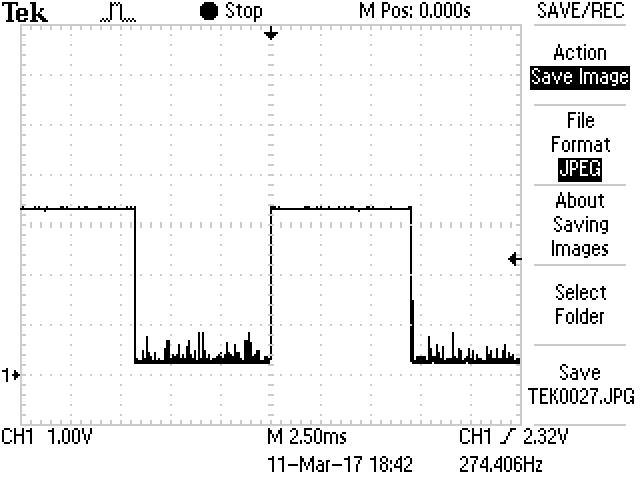 Tek Stop M Pos: 0.000s SAVE/REC
Action
Save Image
File
Format
JPEG
About
Saving
Images
Select
Folder
1
Save
TEK0027.JPG
CH1 1.00V M 2.50ms CH1 2.32V
11-Mar-17 18:42 274.406Hz